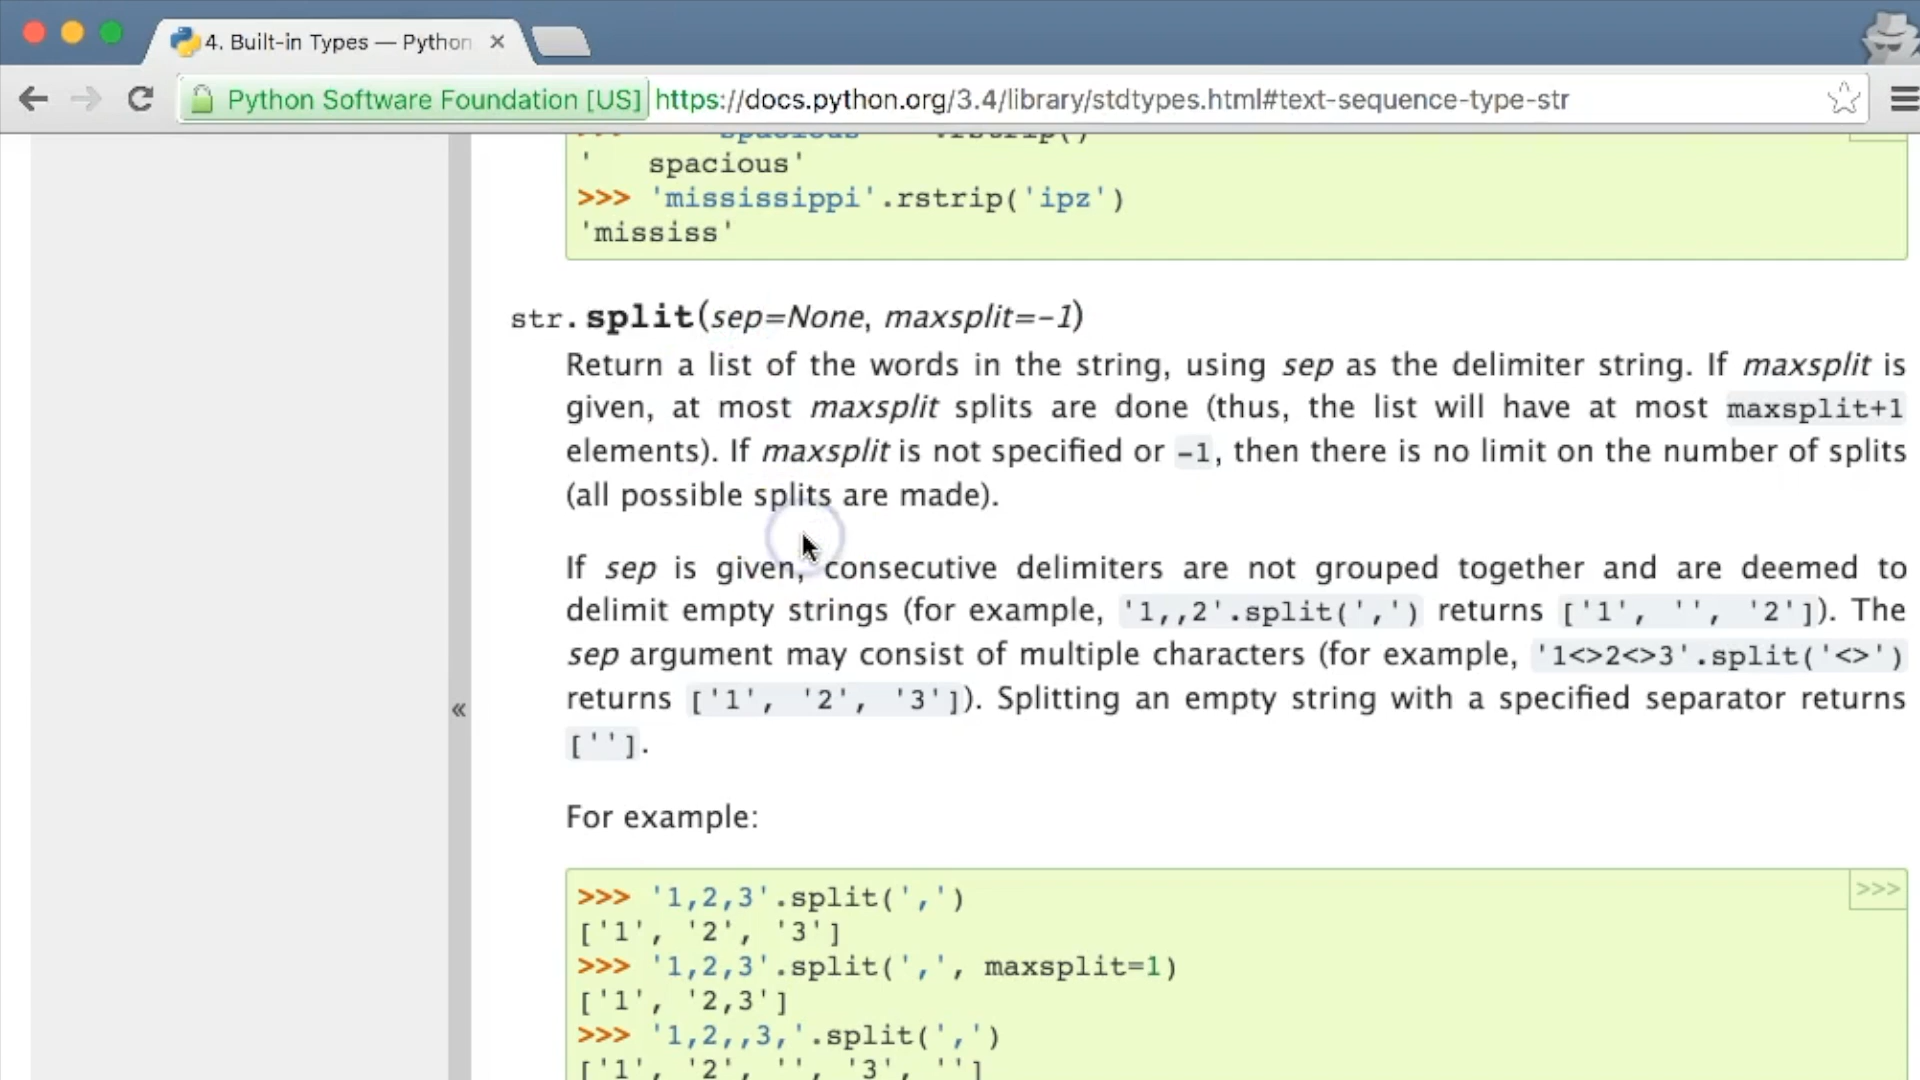 4. Built-in Types — Python
Python Software Foundation [US] https://docs.python.org/3.4/library/stdtypes.html#text-sequence-type-str
'    spacious'
>>> 'mississippi'.rstrip('ipz')
'mississ'
str.split(sep=None, maxsplit=-1)
Return a list of the words in the string, using sep as the delimiter string. If maxsplit is
given, at most maxsplit splits are done (thus, the list will have at most maxsplit+1
elements). If maxsplit is not specified or -1, then there is no limit on the number of splits
(all possible splits are made).
If sep is given, consecutive delimiters are not grouped together and are deemed to
delimit empty strings (for example, '1,,2'.split(',') returns ['1', '', '2']). The
sep argument may consist of multiple characters (for example, '1<>2<>3'.split('<>')
returns ['1', '2', '3']). Splitting an empty string with a specified separator returns
[''].
«
For example:
>>>
>>> '1,2,3'.split(',')
['1', '2', '3']
>>> '1,2,3'.split(',', maxsplit=1)
['1', '2,3']
>>> '1,2,,3,'.split(',')
['1', '2', '', '3', '']